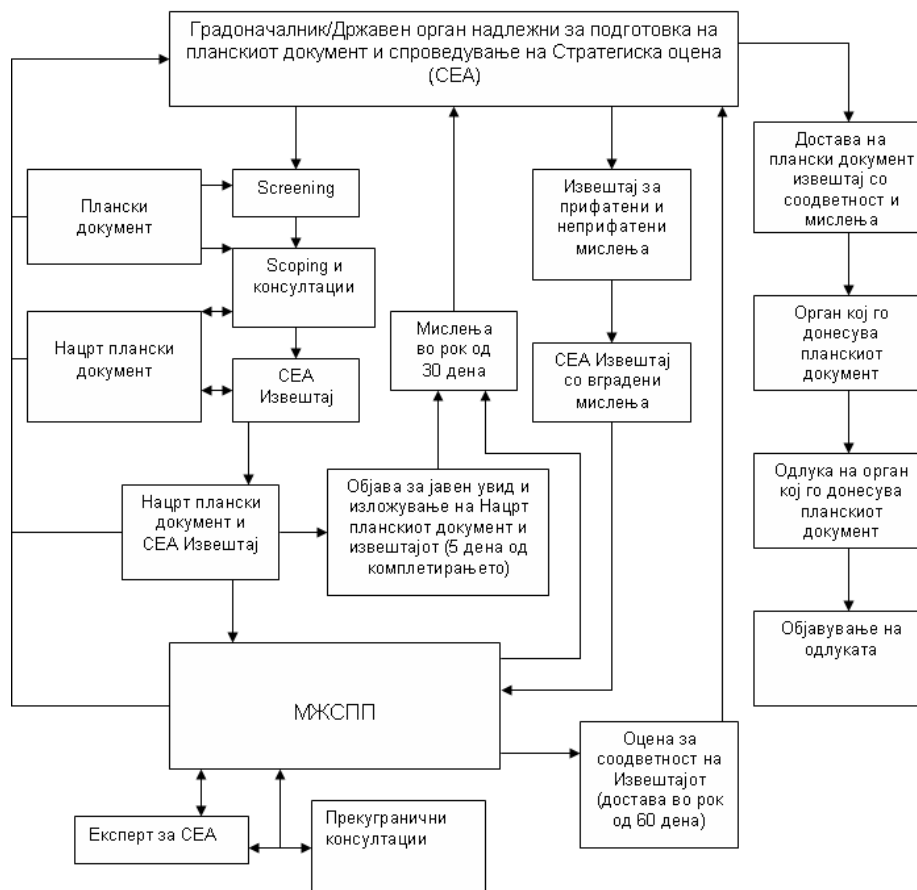 Градоначалник/Државен орган надлежни за подготовка на
планскиот документ и спроведување на Стратегиска оцена
(СЕА)
Screening
Плански
документ
Scoping и
консултации
Нацрт плански
документ
СЕА
Извештај
Мислења
во рок од
30 дена
Извештај за
прифатени и
неприфатени
мислења
СЕА Извештај
со вградени
мислења
Достава на
плански документ
извештај со
соодветност и
мислења
Орган кој го
донесува
планскиот
документ
Одлука на орган
кој го донесува
планскиот
документ
Објавување на
одлуката
Нацрт плански
документ и
СЕА Извештај
Објава за јавен увид и
изложување на Нацрт
планскиот документ и
извештајот (5 дена од
комплетирањето)
МЖСПП
Оцена за
соодветност на
Извештајот
(достава во рок
од 60 дена)
Експерт за СЕА
Прекугранични
консултации